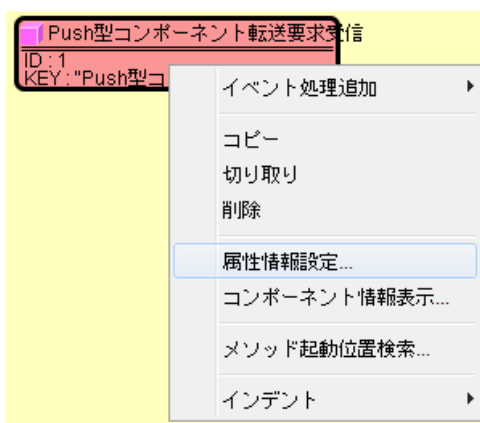 Push型コンポーネント転送要求受信
ID : 1
KEY : "Push型コ
イベント処理追加
コピー
切り取り
削除
属性情報設定...
コンポーネント情報表示...
メソッド起動位置検索...
インデント